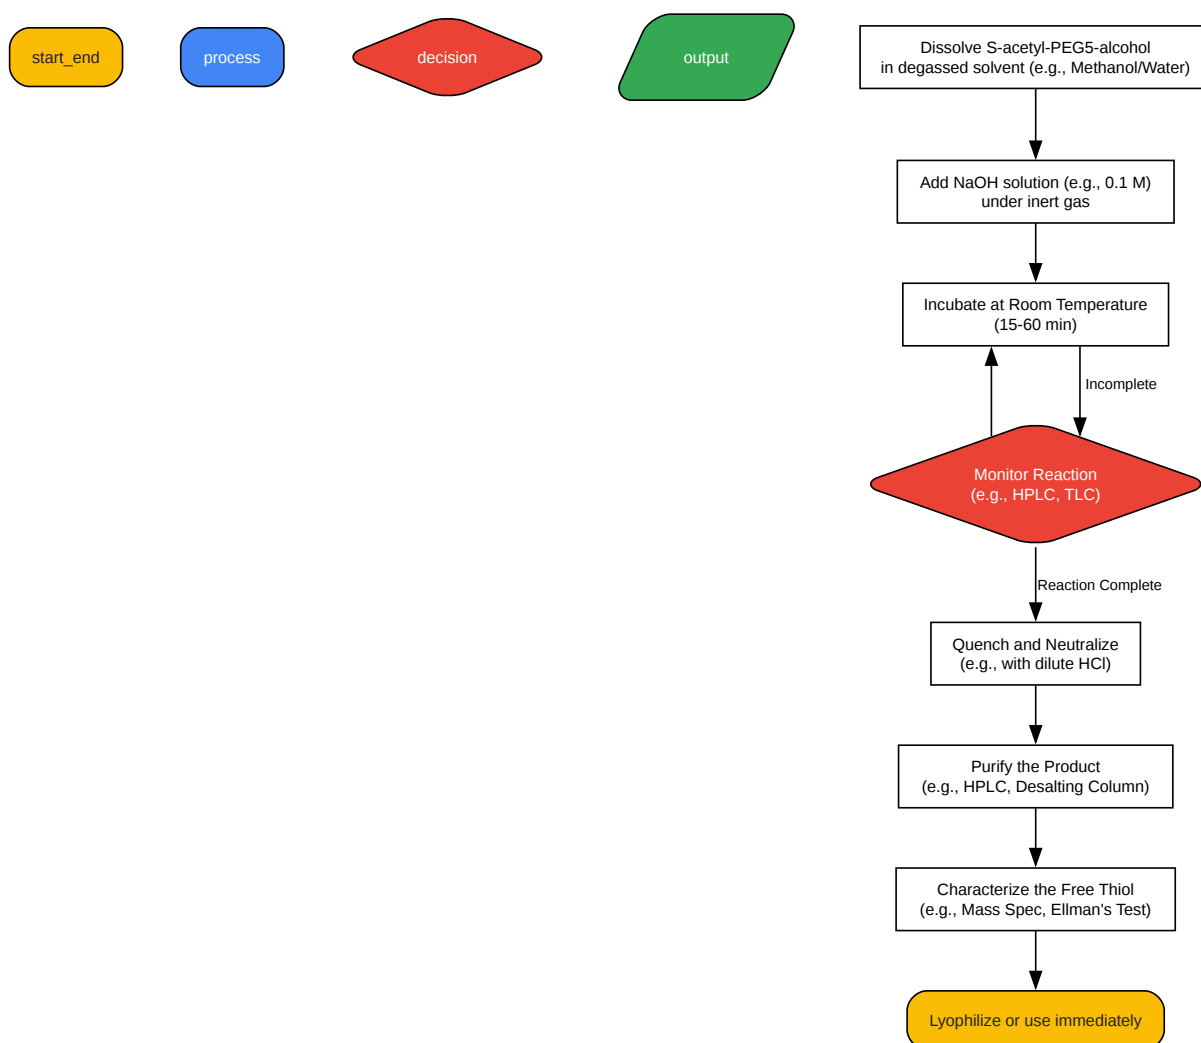 start_end
process
decision
output
Dissolve S-acetyl-PEG5-alcohol
in degassed solvent (e.g., Methanol/Water)
Add NaOH solution (e.g., 0.1 M)
under inert gas
Incubate at Room Temperature
(15-60 min)
Incomplete
Monitor Reaction
(e.g., HPLC, TLC)
Reaction Complete
Quench and Neutralize
(e.g., with dilute HCl)
Purify the Product
(e.g., HPLC, Desalting Column)
Characterize the Free Thiol
(e.g., Mass Spec, Ellman's Test)
Lyophilize or use immediately